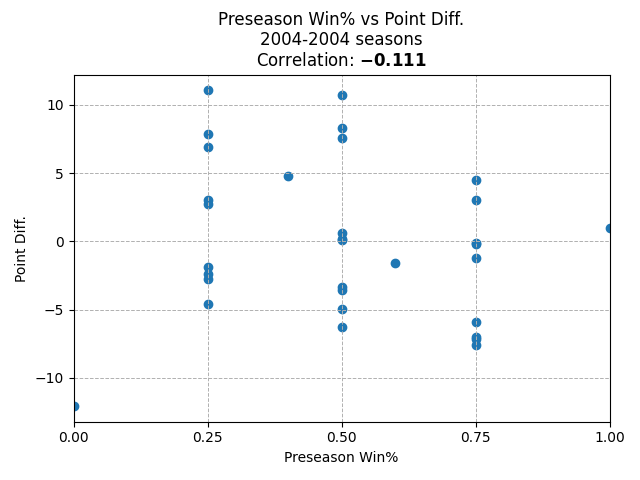 Preseason Win% vs Point Diff.
2004-2004 seasons
Correlation: −0.111
10
5
0
−5
−10
Point Diff.
0.00 0.25 0.50 0.75 1.00
Preseason Win%